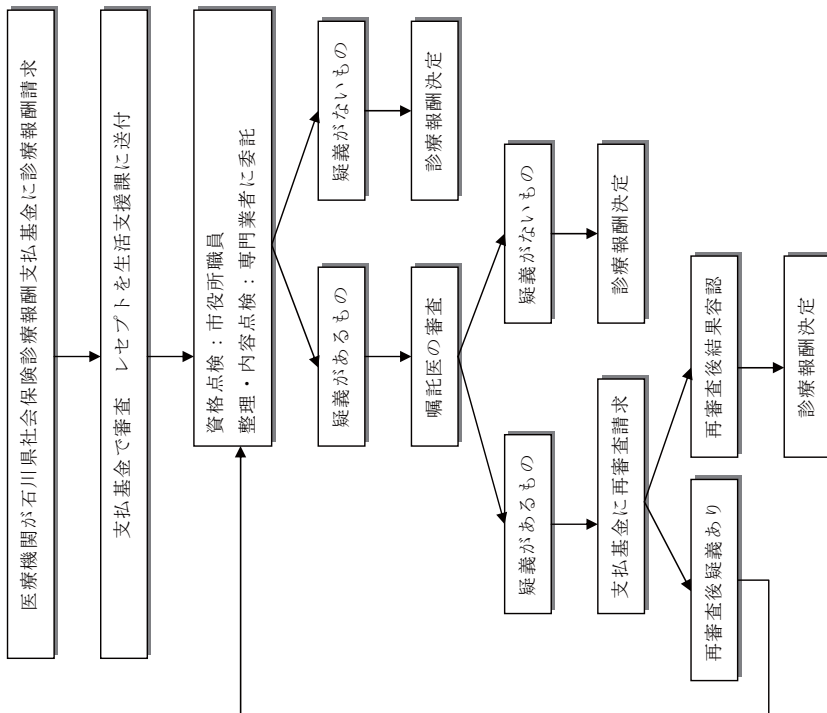 医療機関が石川県社会保険診療報酬支払基金に診療報酬請求
支払基金で審査　レセプトを生活支援課に送付
資格点検：市役所職員
整理・内容点検：専門業者に委託
疑義があるもの
疑義がないもの
嘱託医の審査
診療報酬決定
疑義があるもの
疑義がないもの
支払基金に再審査請求
診療報酬決定
再審査後疑義あり
再審査後結果容認
診療報酬決定